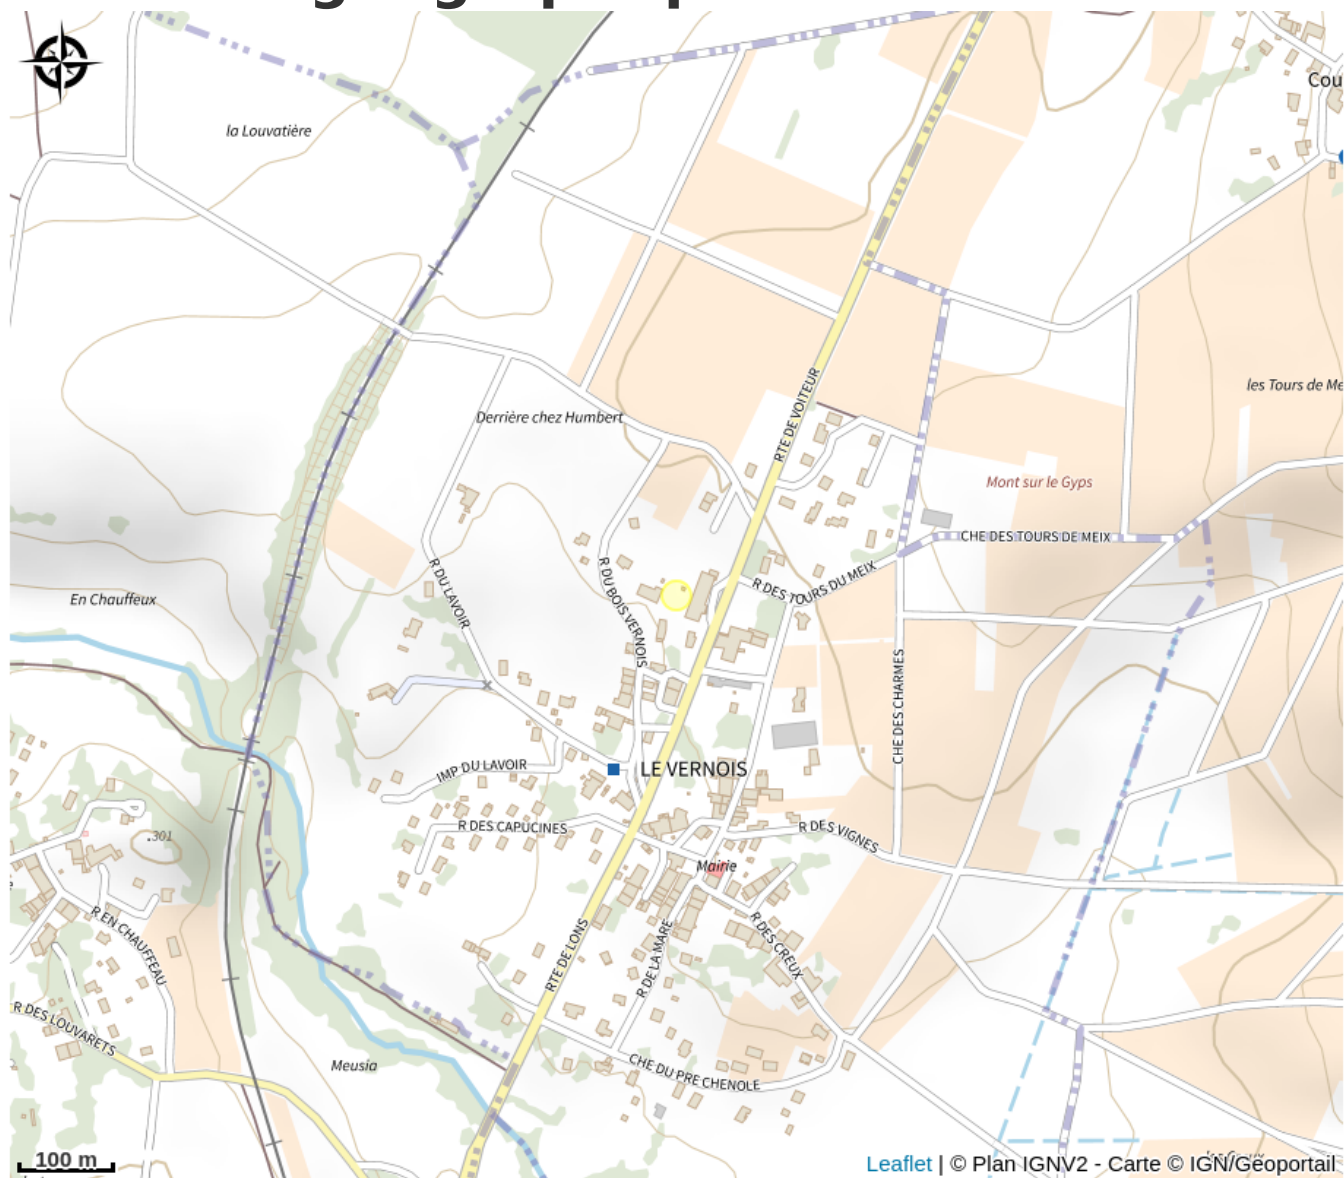 Cou
la Louvatière
RTE DE VOITEUR
les Tours de Me
Derrière chez Humbert
Mont sur le Gyps
CHE DES TOURS DE MEIX
R DU LAVOIR
R DU BOIS VERNOIS
R DES TOURS DU MEIX
En Chauffeux
CHE DES CHARMES
LE VERNOIS
IMP DU LAVOIR
R DES CAPUCINES
R DES VIGNES
301
Mairie
R EN CHAUFFEAU
RTE DE LONS
R DE LA MARE
R DES CREUX
R DES LOUVARETS
Meusia
CHE DU PRE CHENOLE
100 m
Leaflet | © Plan IGNV2 - Carte © IGN/Geoportail